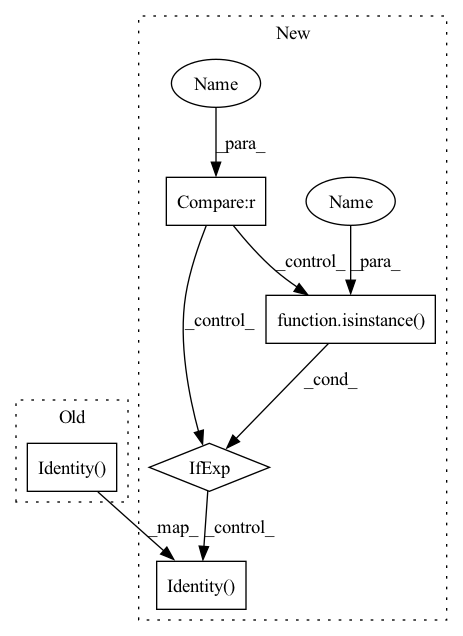 New
Name
_para_
Compare:r
Name
_control_
_para_
_control_
function.isinstance()
_cond_
Old
Identity()
IfExp
_map_
_control_
Identity()